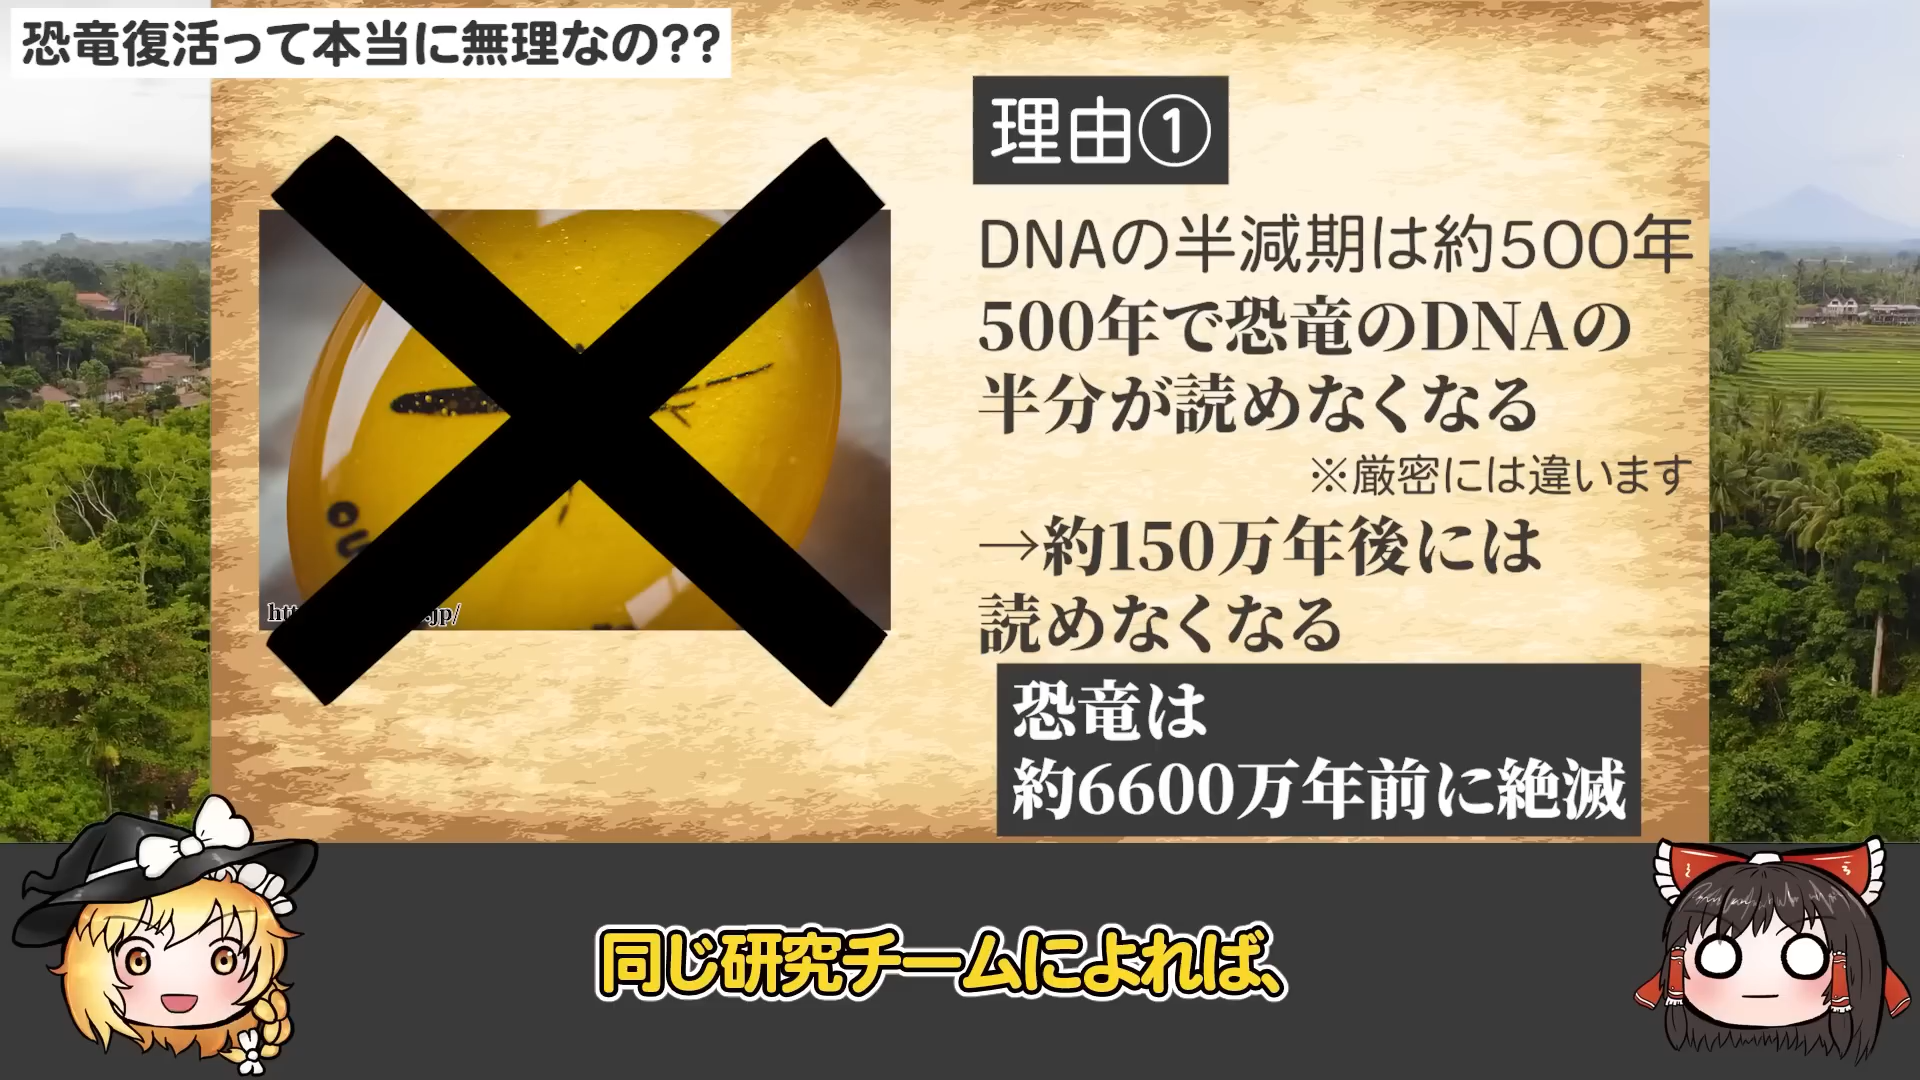 恐竜復活って本当に無理なの??
理由①
DNAの半減期は約500年
500年で恐竜のDNAの
半分が読めなくなる
※厳密には違います
→約150万年後には
読めなくなる
恐竜は
約6600万年前に絶滅
同じ研究チームによれば、